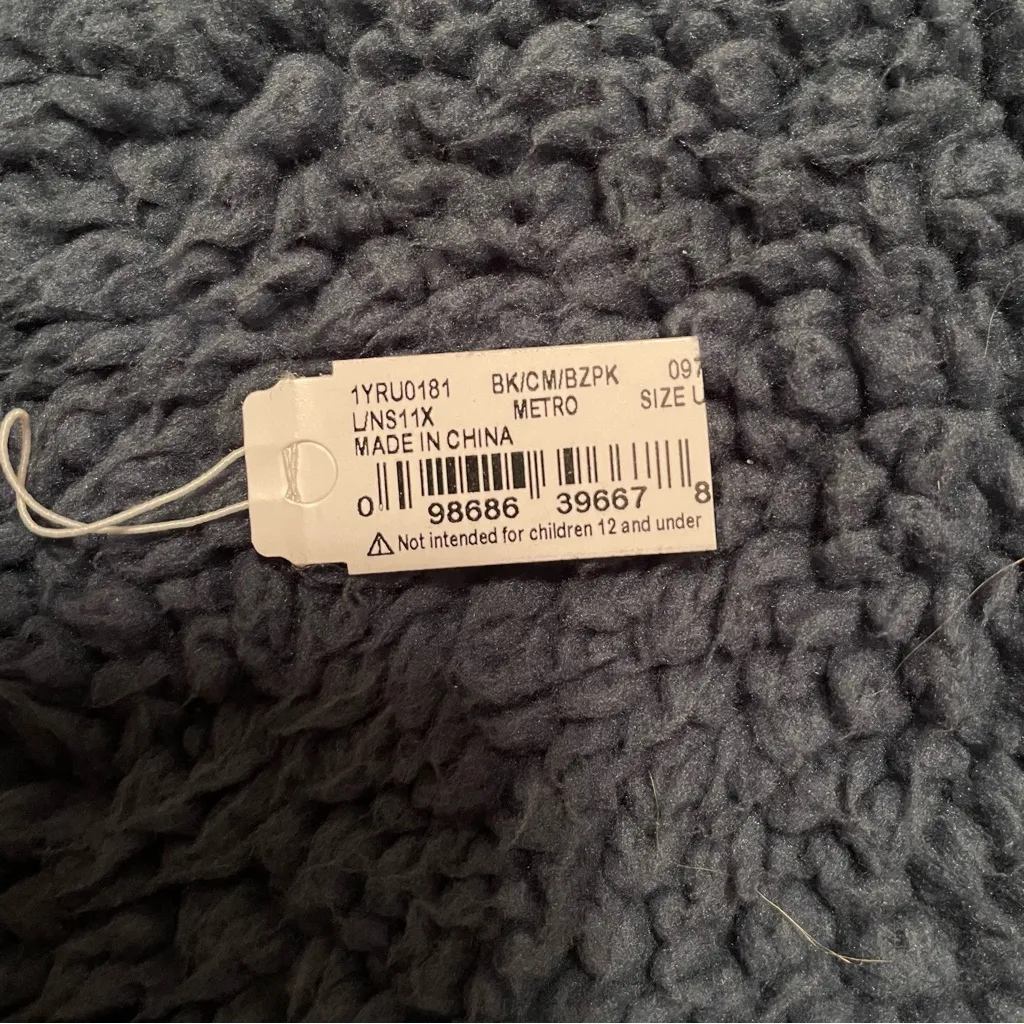 1YRU0181 BK/CM/BZPK 097
L/NS11X METRO SIZE U
MADE IN CHINA
0 98686 39667 8
Not intended for children 12 and under